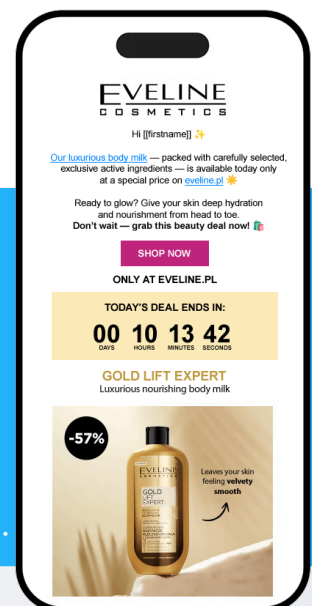 EVELINE
COSMETICS
Hi [[firstname]] ✨
Our luxurious body milk — packed with carefully selected,
exclusive active ingredients — is available today only
at a special price on eveline.pl ☀️
Ready to glow? Give your skin deep hydration
and nourishment from head to toe.
Don't wait — grab this beauty deal now! 🛍️
SHOP NOW
ONLY AT EVELINE.PL
TODAY'S DEAL ENDS IN:
00 10 13 42
DAYS HOURS MINUTES SECONDS
GOLD LIFT EXPERT
Luxurious nourishing body milk
-57%
Leaves your skin
feeling velvety
smooth
EVELINE
COSMETICS
GOLD
LIFT
EXPERT